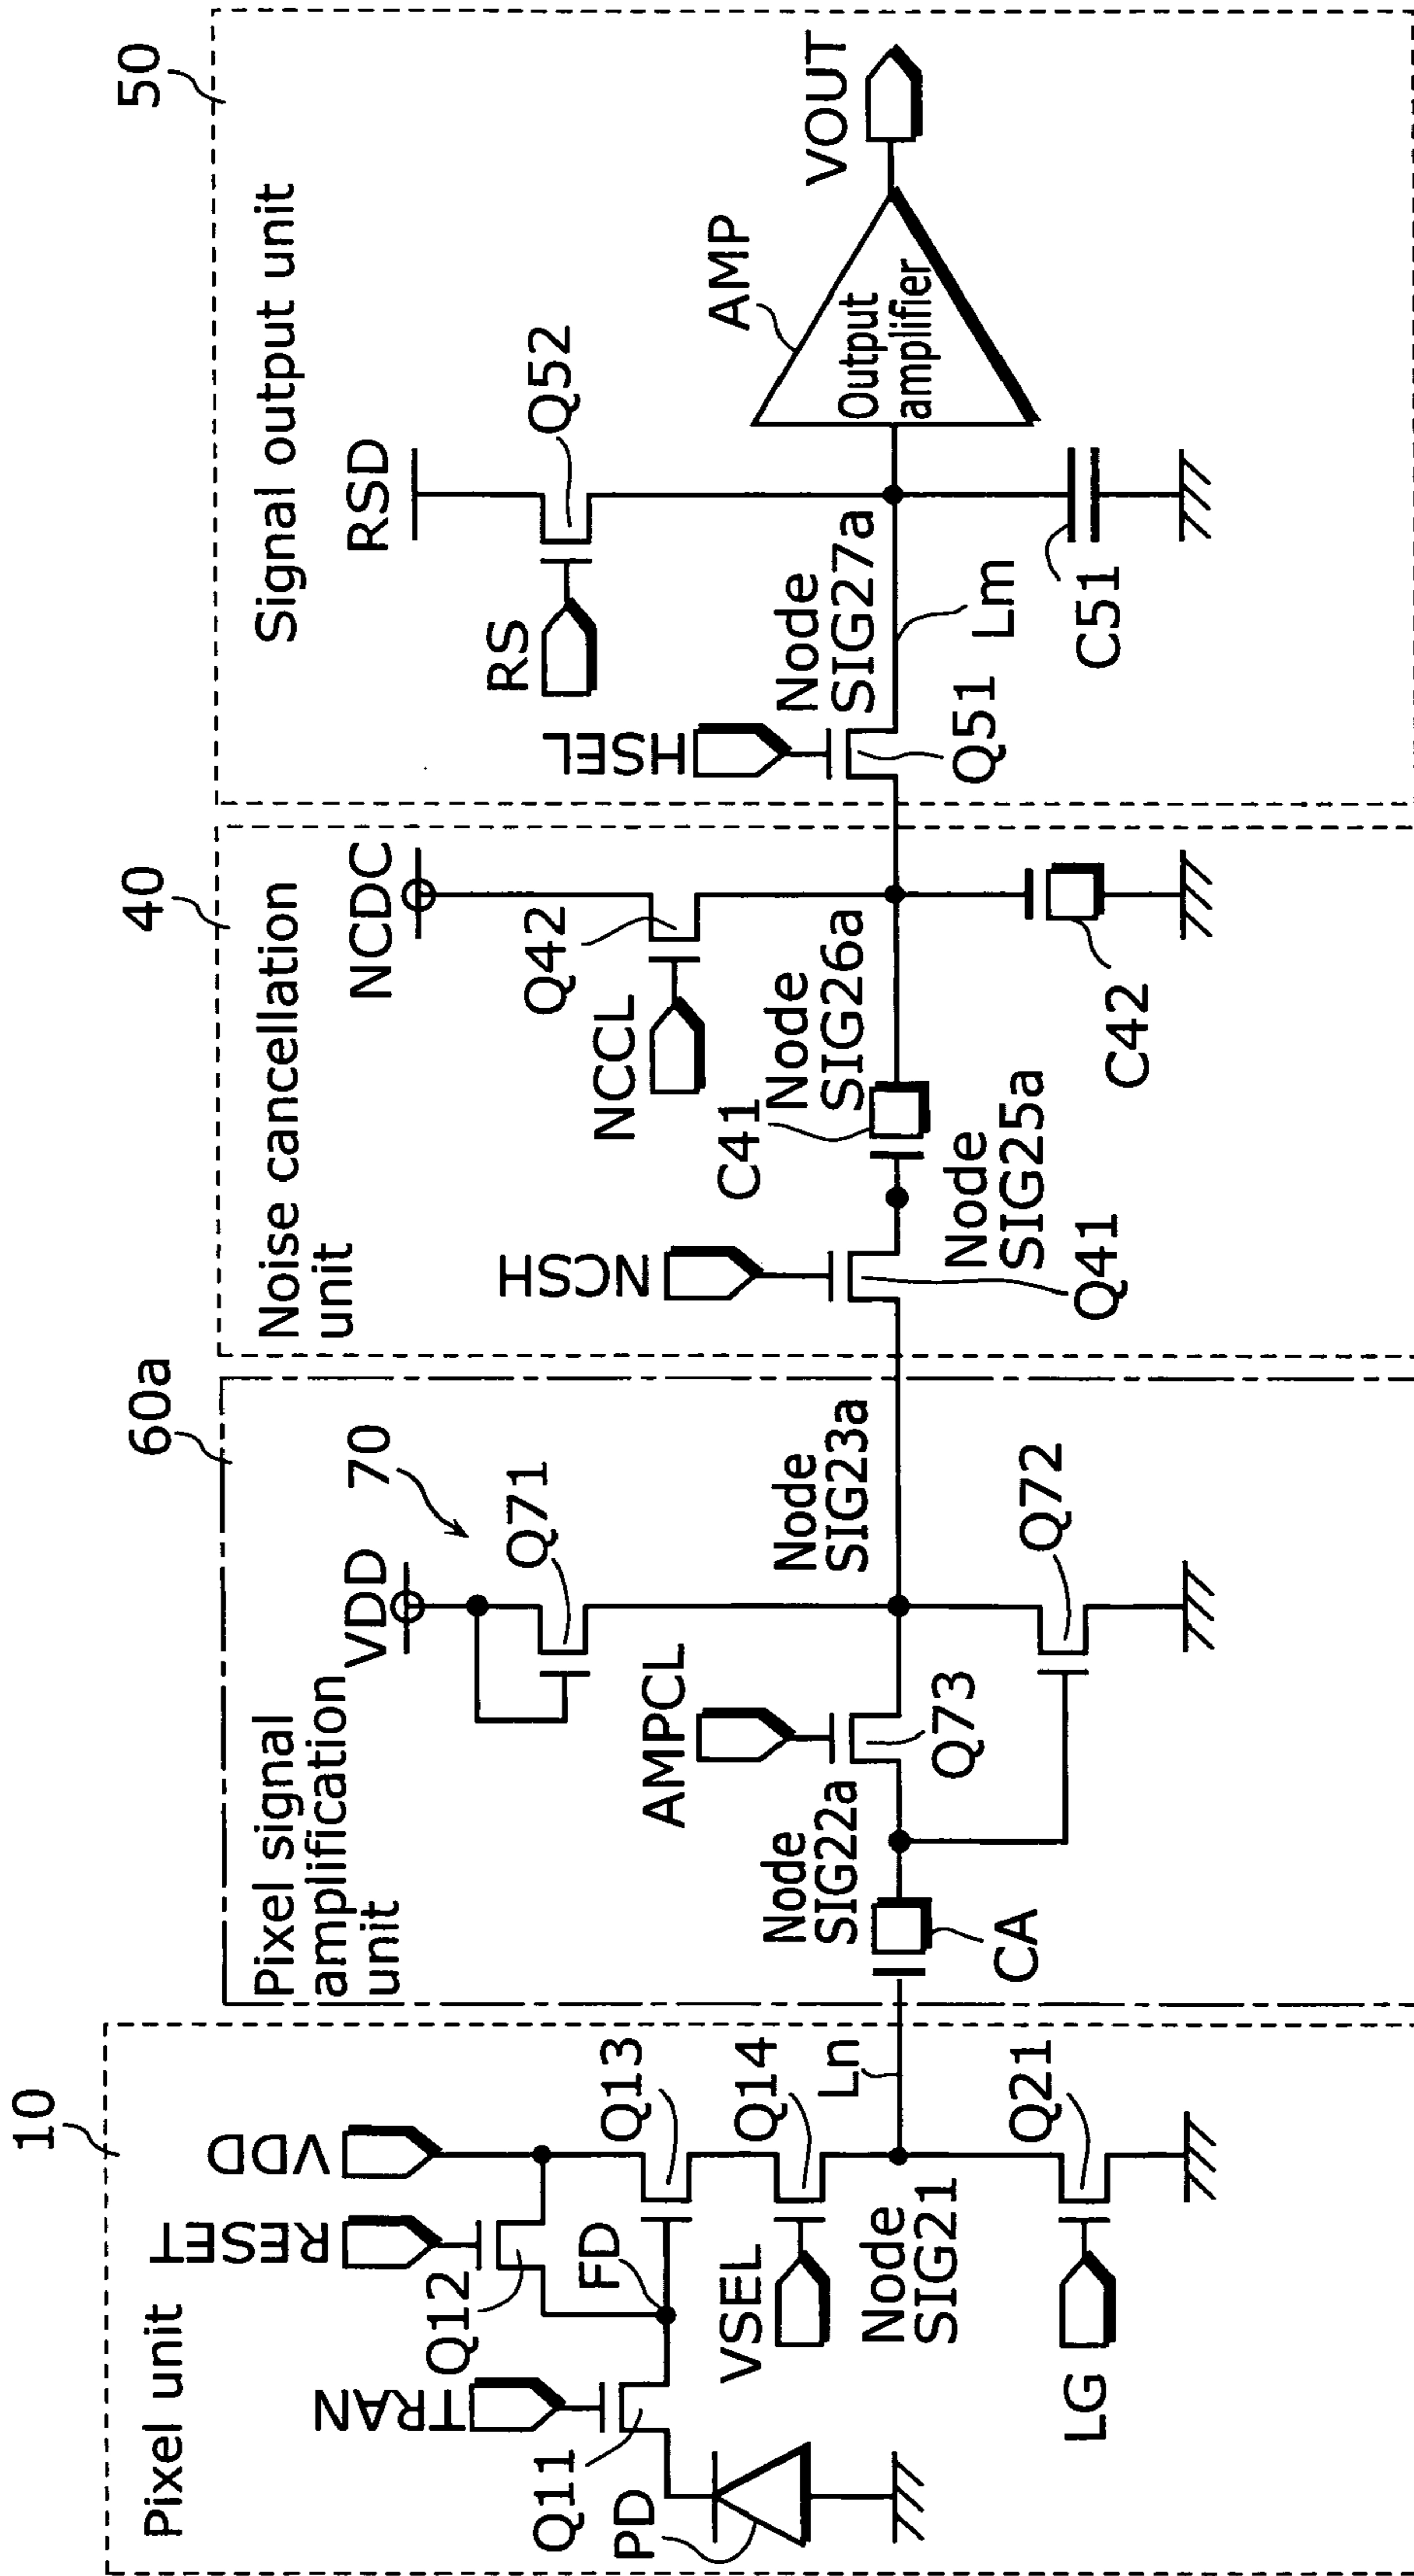 10
Pixel unit
VDD
RESET
TRAN
Q12
FD
Q11
PD
Q13
VSEL
Q14
Ln
Node
SIG21
LG
Q21
60a
Pixel signal
amplification
unit
VDD
70
Q71
AMPCL
Node
SIG22a
Node
SIG23a
Q73
CA
Q72
40
Noise cancellation
unit
NCDC
NCSH
Q42
NCCL
C41
Node
SIG26a
Node
SIG25a
Q41
C42
50
Signal output unit
RSD
RS
Q52
HSEL
Node
SIG27a
Q51
Lm
C51
AMP
Output
amplifier
VOUT